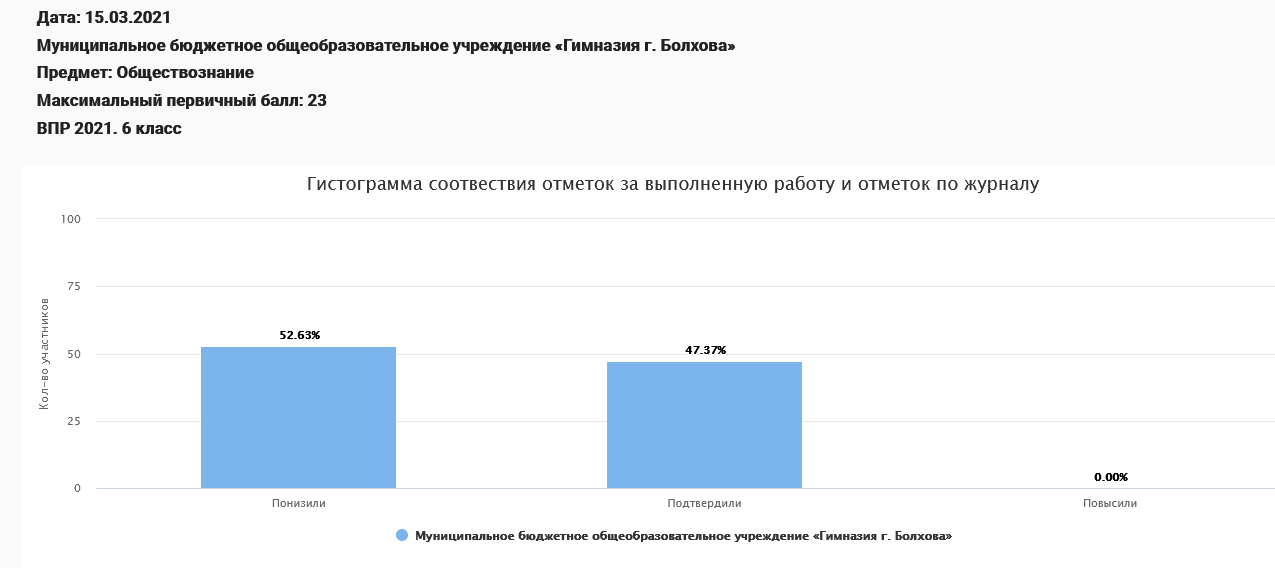 Дата: 15.03.2021
Муниципальное бюджетное общеобразовательное учреждение «Гимназия г. Болхова»
Предмет: Обществознание
Максимальный первичный балл: 23
ВПР 2021. 6 класс
Гистограмма соотвествия отметок за выполненную работу и отметок по журналу
100
75
50
25
0
Кол-во участников
52.63%
47.37%
0.00%
Понизили
Подтвердили
Повысили
Муниципальное бюджетное общеобразовательное учреждение «Гимназия г. Болхова»